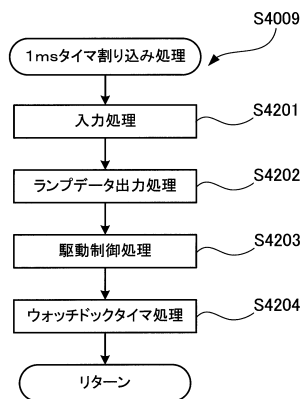 S4009
1msタイマ割り込み処理
S4201
入力処理
S4202
ランプデータ出力処理
S4203
駆動制御処理
S4204
ウォッチドックタイマ処理
リターン